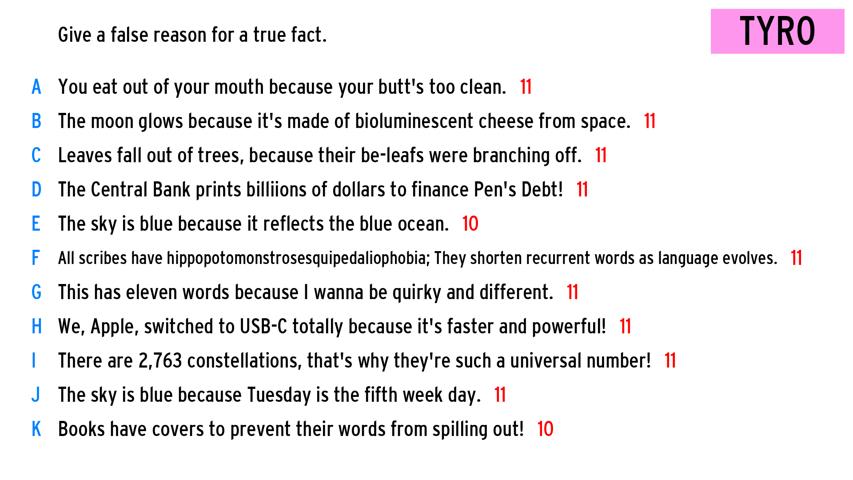 Give a false reason for a true fact.
TYRO
A You eat out of your mouth because your butt's too clean. 11
B The moon glows because it's made of bioluminescent cheese from space. 11
C Leaves fall out of trees, because their be-leafs were branching off. 11
D The Central Bank prints billiions of dollars to finance Pen's Debt! 11
E The sky is blue because it reflects the blue ocean. 10
F All scribes have hippopotomonstrosesquipedaliophobia; They shorten recurrent words as language evolves. 11
G This has eleven words because I wanna be quirky and different. 11
H We, Apple, switched to USB-C totally because it's faster and powerful! 11
I There are 2,763 constellations, that's why they're such a universal number! 11
J The sky is blue because Tuesday is the fifth week day. 11
K Books have covers to prevent their words from spilling out! 10